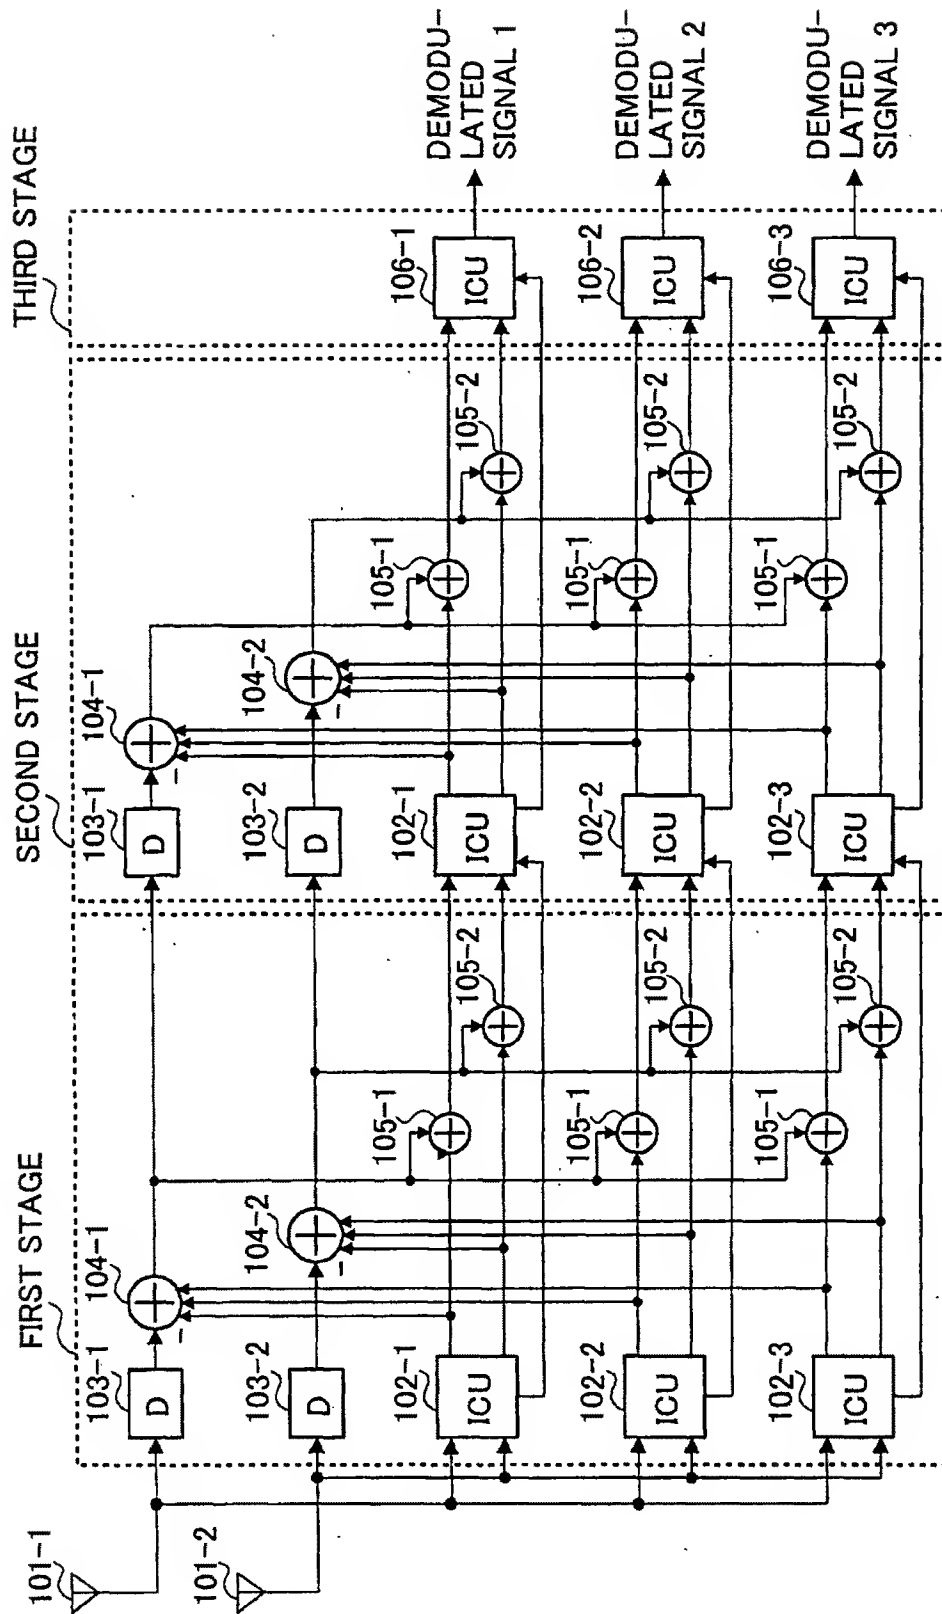 FIRST STAGE
SECOND STAGE
THIRD STAGE
101-1
101-2
103-1
D
104-1
103-2
D
104-2
102-1
ICU
105-1
105-2
102-2
ICU
105-1
105-2
102-3
ICU
105-1
105-2
103-1
D
104-1
103-2
D
104-2
102-1
ICU
105-1
105-2
102-2
ICU
105-1
105-2
102-3
ICU
105-1
105-2
106-1
ICU
DEMODU-
LATED
SIGNAL 1
106-2
ICU
DEMODU-
LATED
SIGNAL 2
106-3
ICU
DEMODU-
LATED
SIGNAL 3